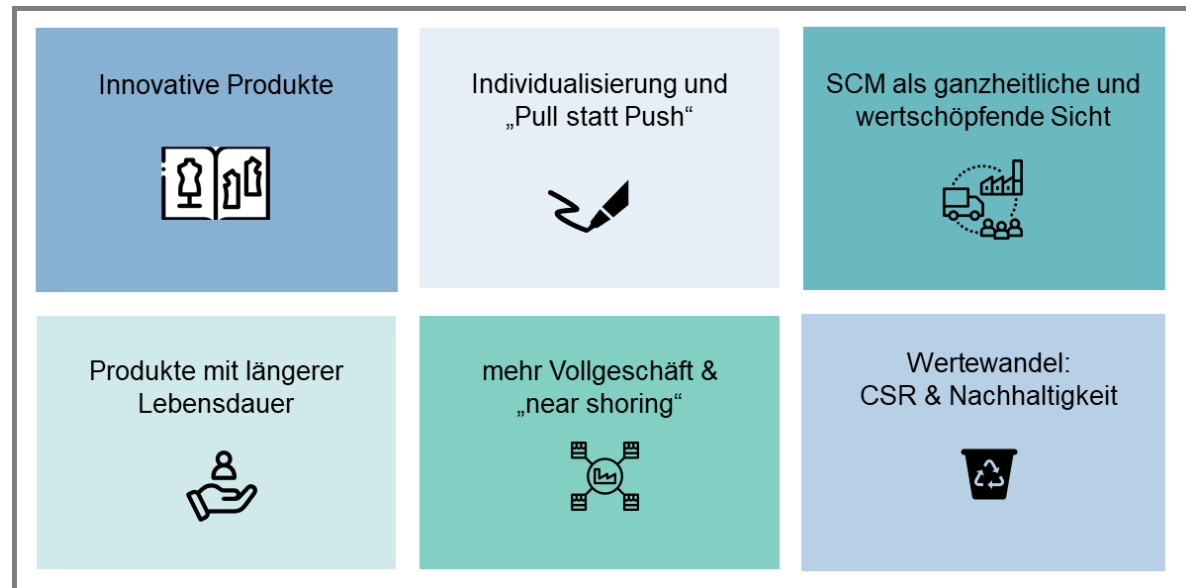 Innovative Produkte
Individualisierung und
„Pull statt Push“
SCM als ganzheitliche und
wertschöpfende Sicht
Produkte mit längerer
Lebensdauer
mehr Vollgeschäft &
„near shoring“
Wertewandel:
CSR & Nachhaltigkeit